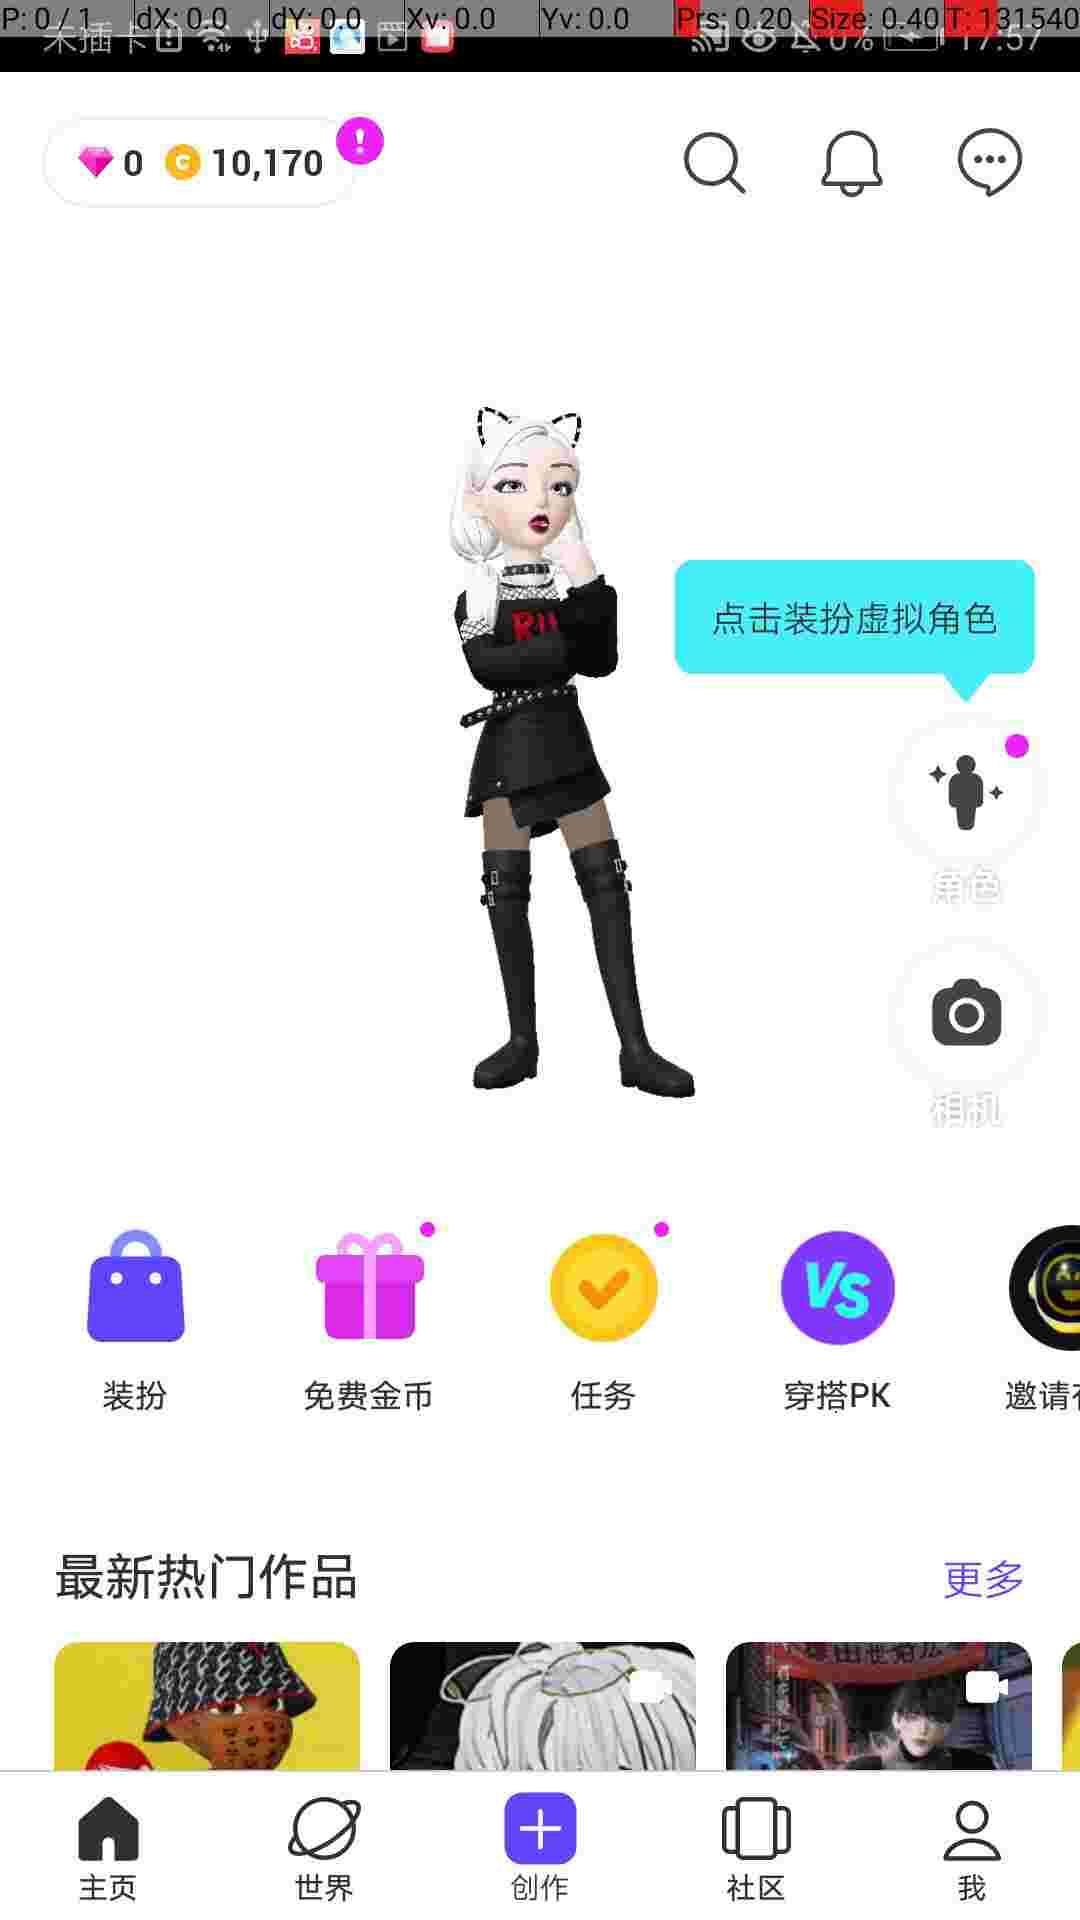 P: 0 / 1 dX: 0.0 dY: 0.0 Xv: 0.0 Yv: 0.0 Prs: 0.20 Size: 0.40 T: 131540
未插卡 0% 17:57
0 C 10,170 !
RU
点击装扮虚拟角色
角色
相机
VS
装扮 免费金币 任务 穿搭PK 邀请
最新热门作品 更多
主页 世界 创作 社区 我